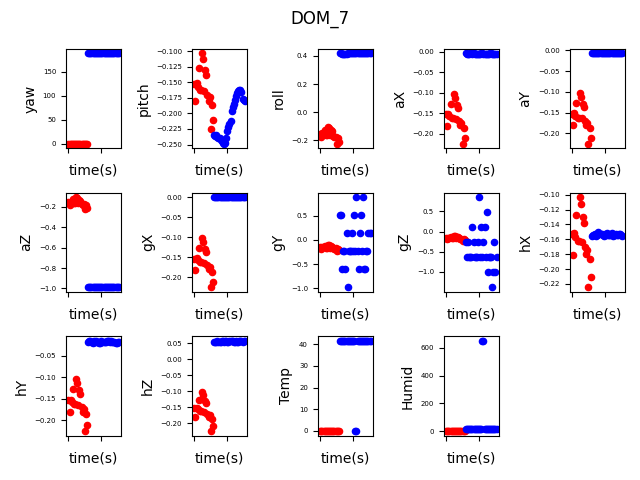 DOM_7
yaw
150
100
50
0
time(s)
pitch
−0.100
−0.125
−0.150
−0.175
−0.200
−0.225
−0.250
time(s)
roll
0.4
0.2
0.0
−0.2
time(s)
aX
0.00
−0.05
−0.10
−0.15
−0.20
time(s)
aY
0.00
−0.05
−0.10
−0.15
−0.20
time(s)
aZ
−0.2
−0.4
−0.6
−0.8
−1.0
time(s)
gX
0.00
−0.05
−0.10
−0.15
−0.20
time(s)
gY
0.5
0.0
−0.5
−1.0
time(s)
gZ
0.5
0.0
−0.5
−1.0
time(s)
hX
−0.10
−0.12
−0.14
−0.16
−0.18
−0.20
−0.22
time(s)
hY
−0.05
−0.10
−0.15
−0.20
time(s)
hZ
0.05
0.00
−0.05
−0.10
−0.15
−0.20
time(s)
Temp
40
30
20
10
0
time(s)
Humid
600
400
200
0
time(s)